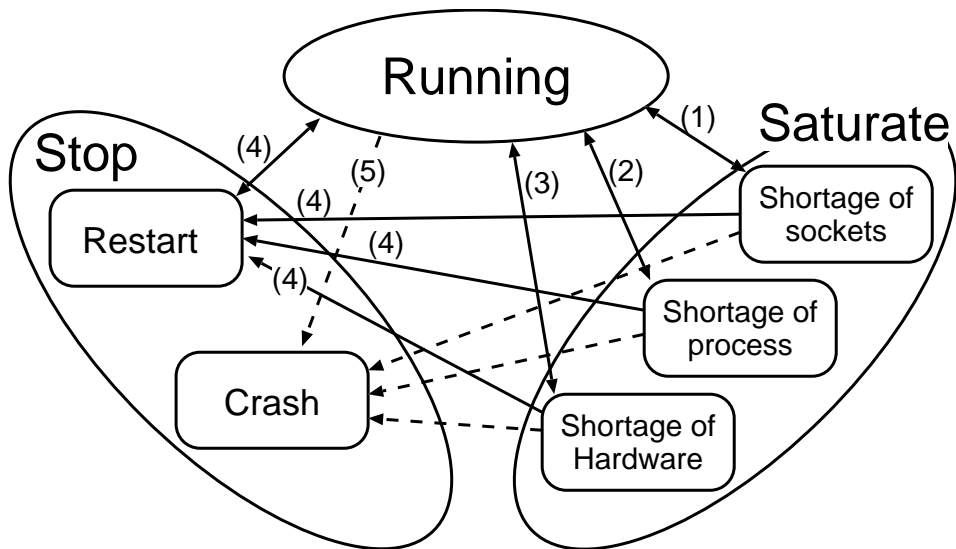 Running
Stop
Saturate
(1)
(4)
(5)
(3)
(2)
Shortage of
sockets
(4)
Restart
(4)
(4)
Shortage of
process
Crash
Shortage of
Hardware